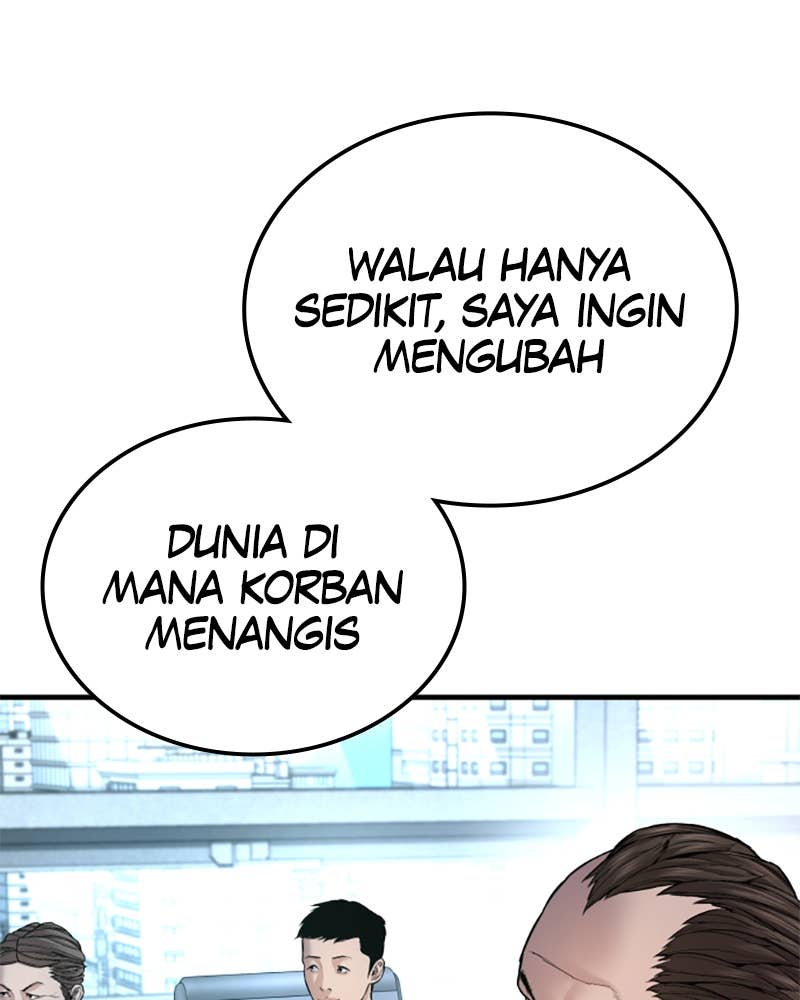 WALAU HANYA
SEDIKIT, SAYA INGIN
MENGUBAH
DUNIA DI
MANA KORBAN
MENANGIS